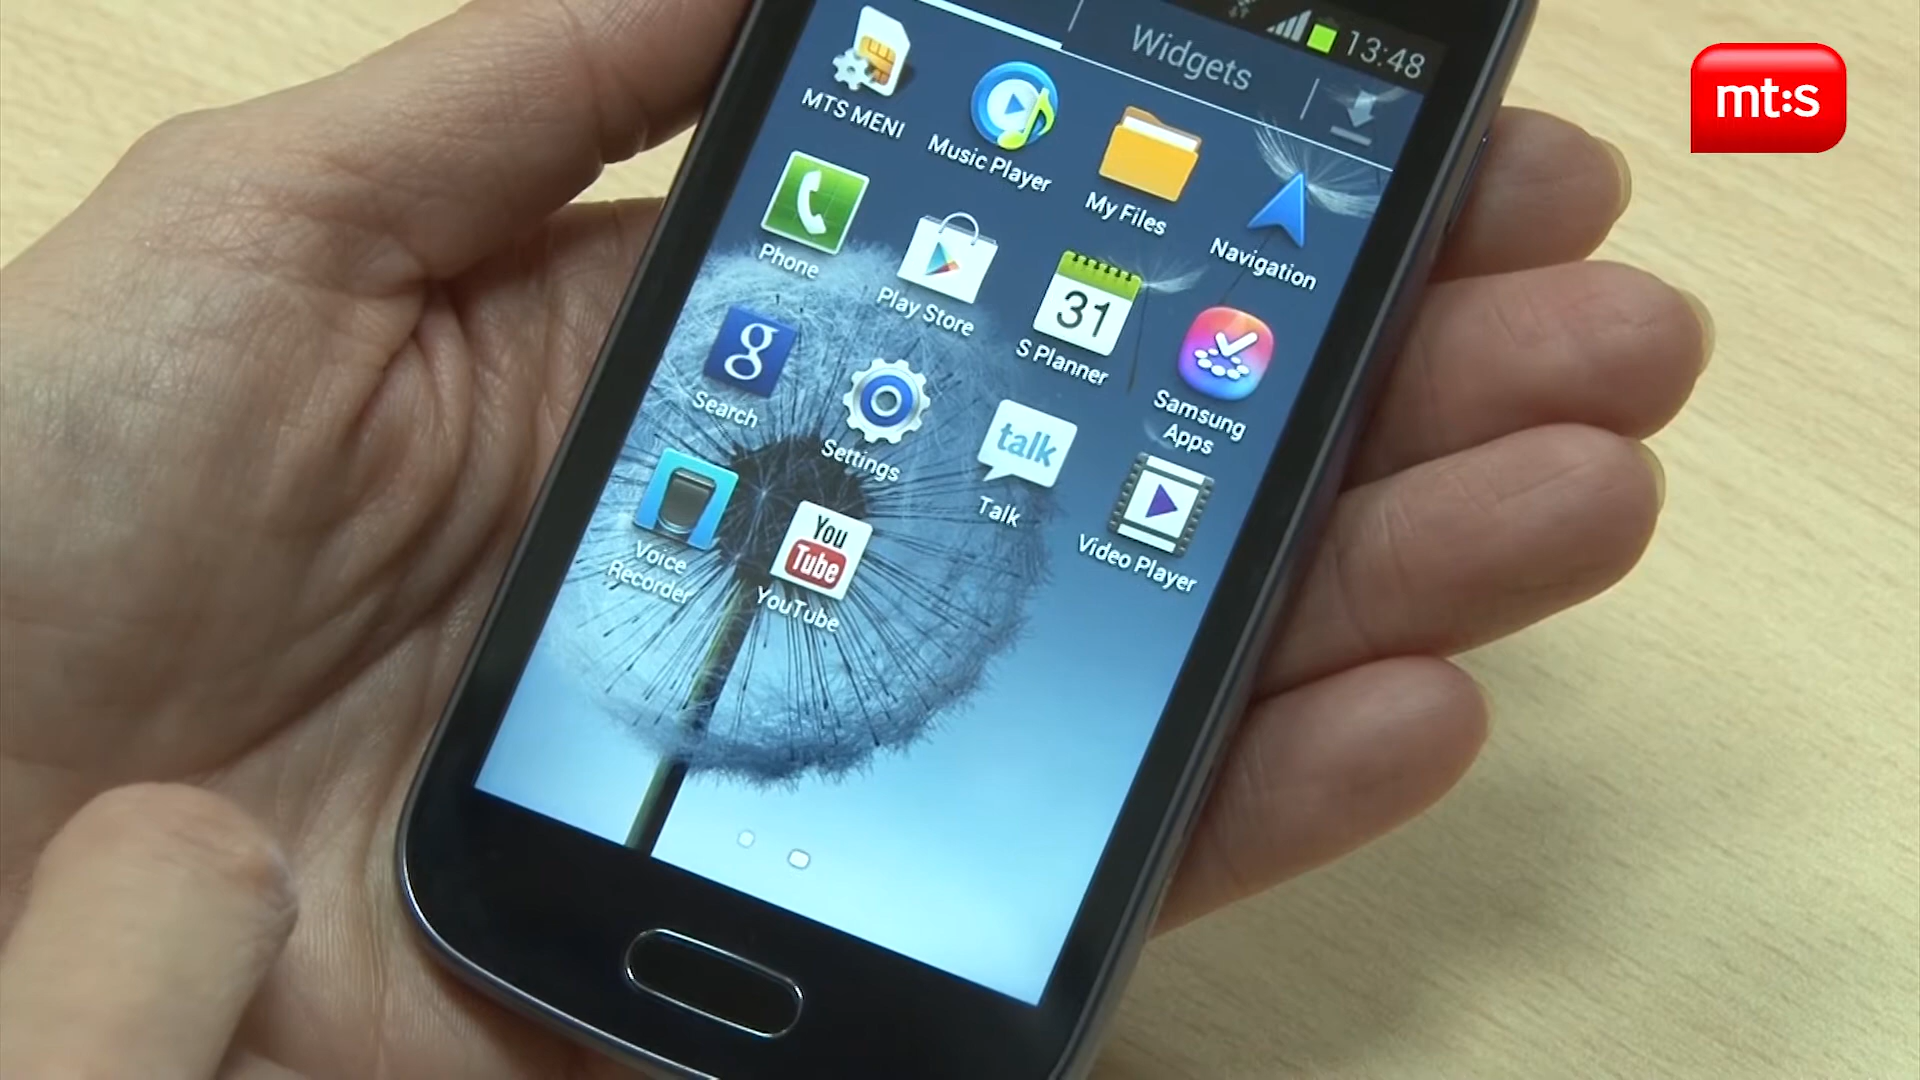 Widgets
13:48
mt:s
MTS MENI
Music Player
My Files
Navigation
Phone
Play Store
31
S Planner
Samsung
Apps
g
Search
Settings
talk
Talk
Video Player
Voice
Recorder
You
Tube
YouTube